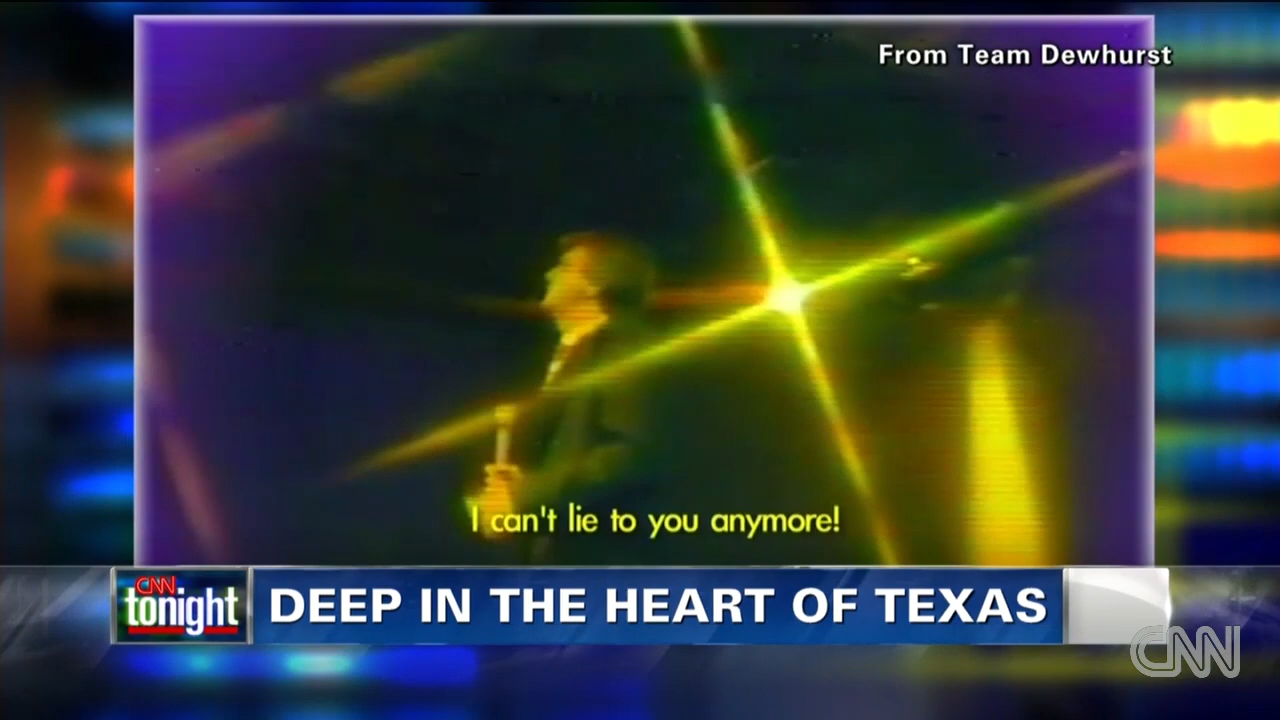 From Team Dewhurst
I can't lie to you anymore!
CNN
tonight
DEEP IN THE HEART OF TEXAS
CNN